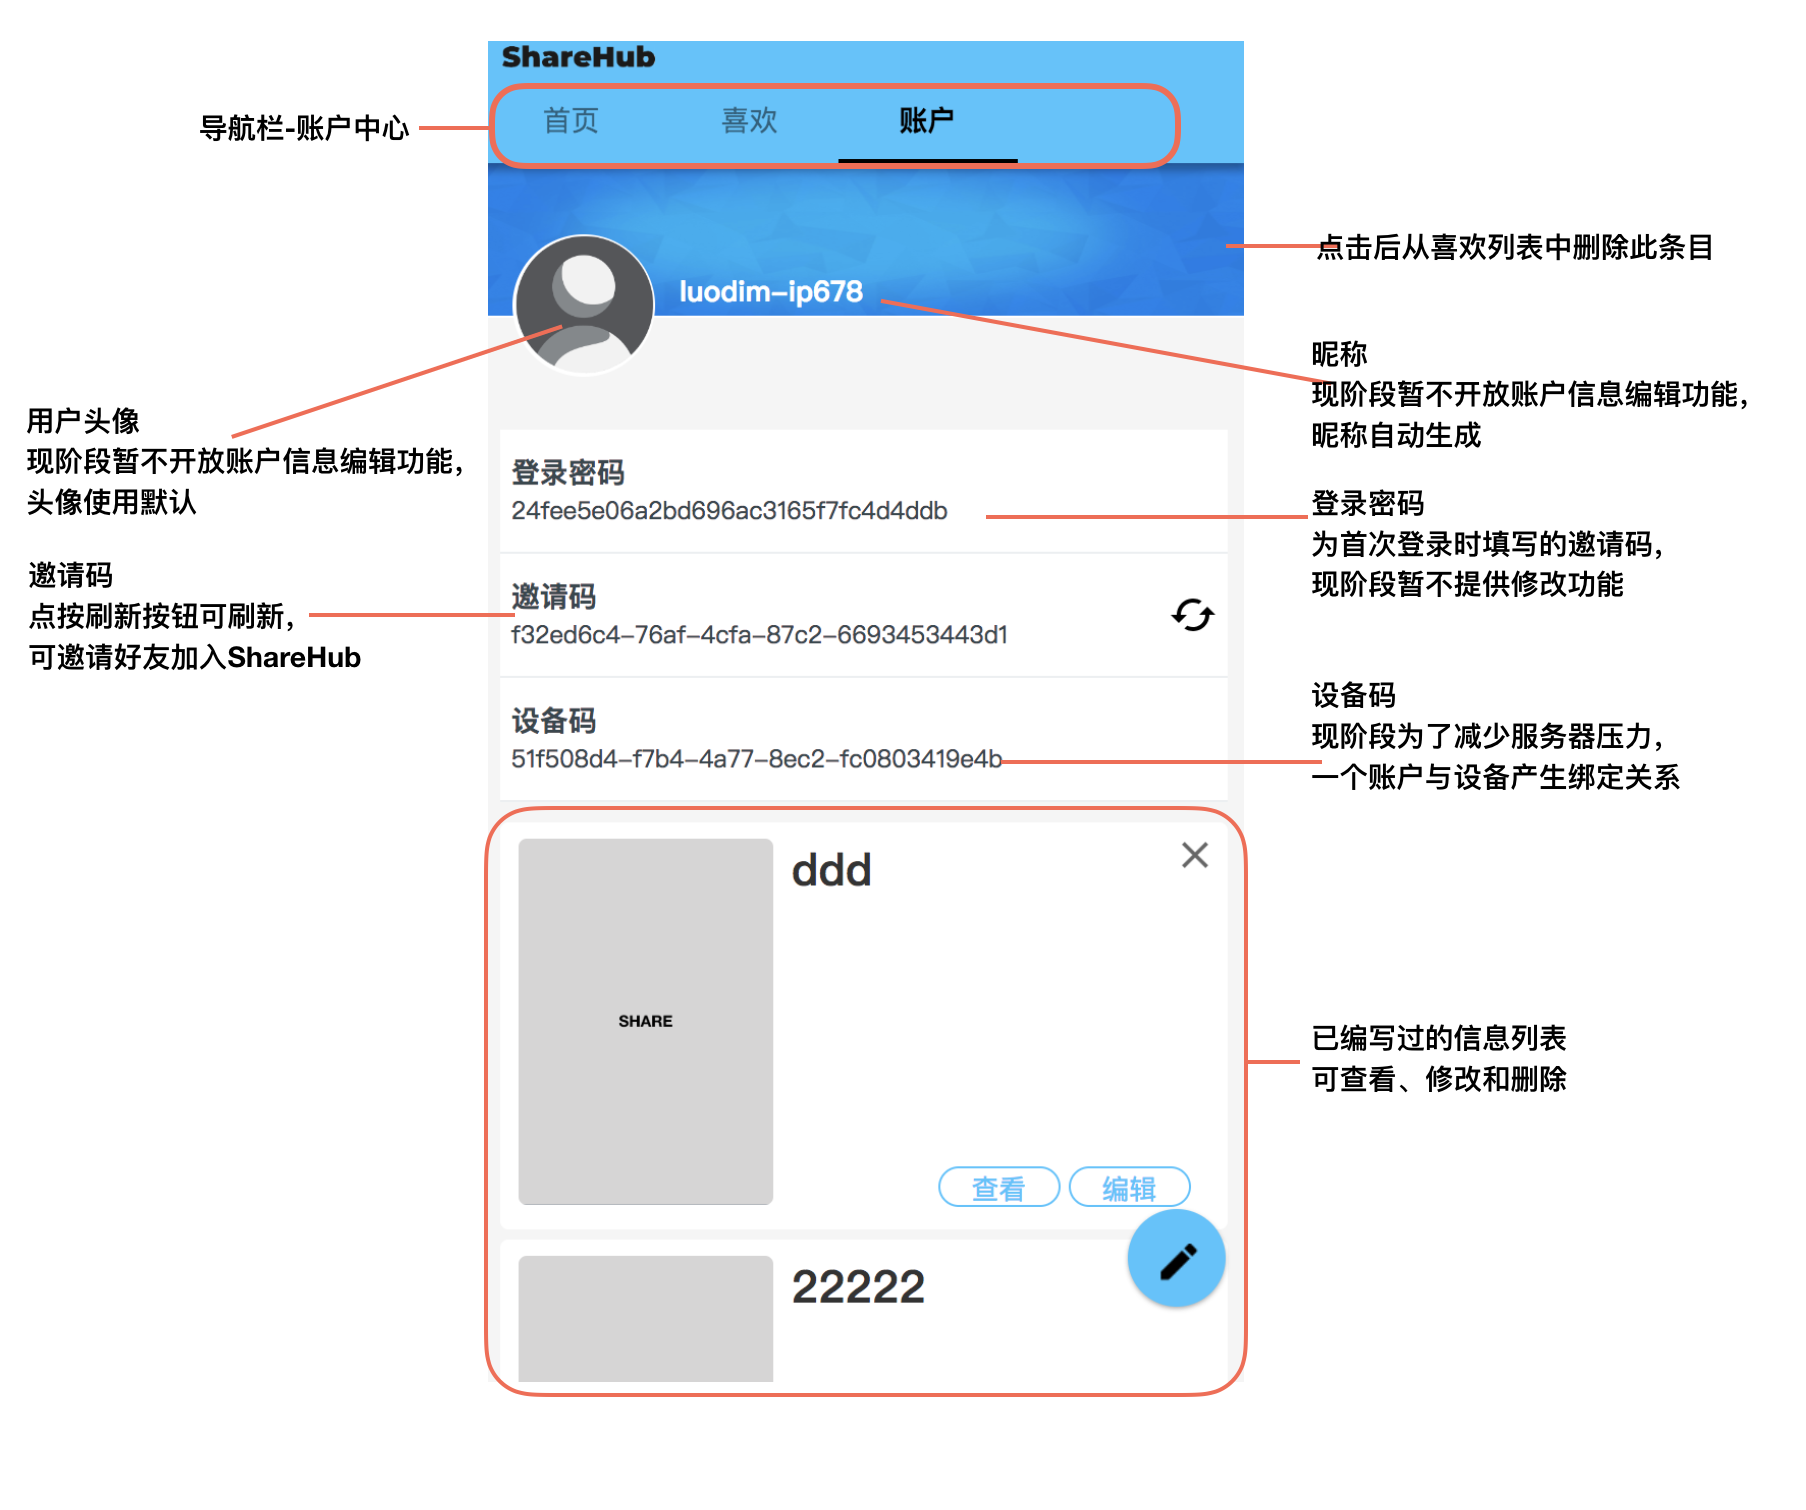 ShareHub
首页 喜欢 账户
导航栏-账户中心
点击后从喜欢列表中删除此条目
luodim-ip678
昵称
现阶段暂不开放账户信息编辑功能，
昵称自动生成
用户头像
现阶段暂不开放账户信息编辑功能，
头像使用默认
登录密码
24fee5e06a2bd696ac3165f7fc4d4ddb
登录密码
为首次登录时填写的邀请码，
现阶段暂不提供修改功能
邀请码
点按刷新按钮可刷新，
可邀请好友加入ShareHub
邀请码
f32ed6c4-76af-4cfa-87c2-6693453443d1
设备码
51f508d4-f7b4-4a77-8ec2-fc0803419e4b
设备码
现阶段为了减少服务器压力，
一个账户与设备产生绑定关系
ddd
SHARE
查看 编辑
已编写过的信息列表
可查看、修改和删除
22222